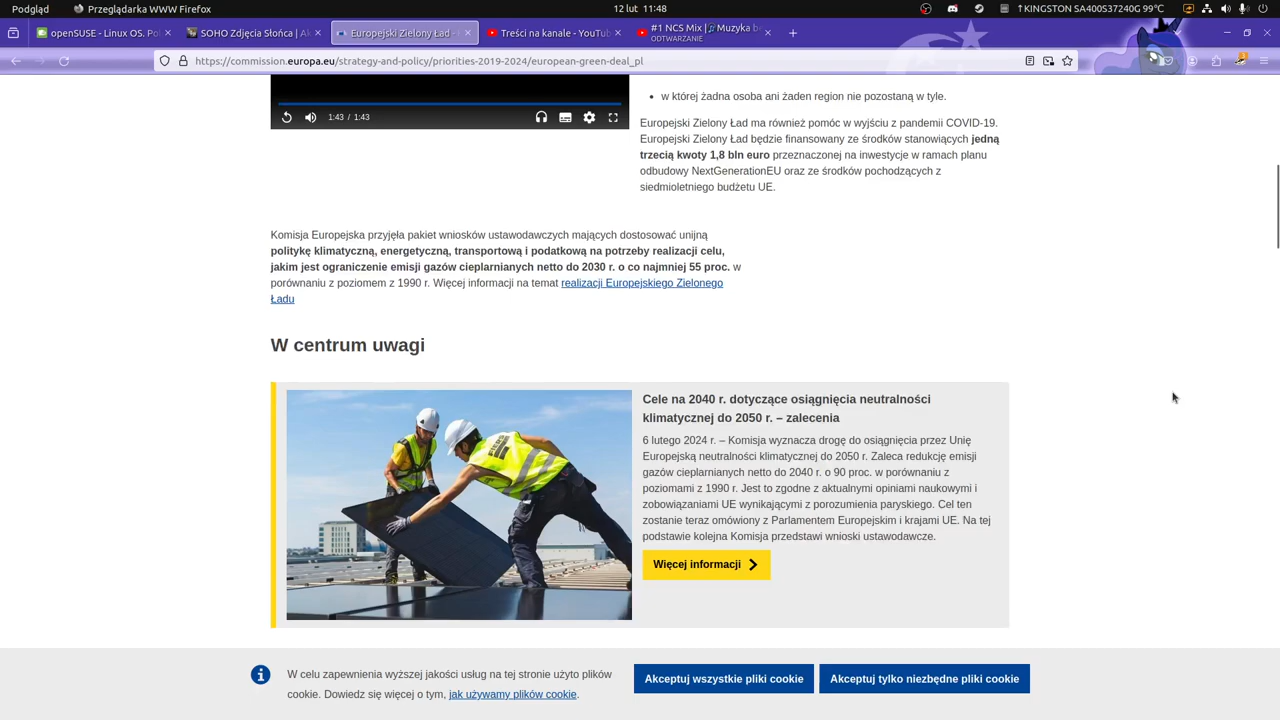 Podgląd
Przeglądarka WWW Firefox
12 lut 11:48
↑KINGSTON SA400S37240G 99°C
openSUSE - Linux OS. Pol
SOHO Zdjęcia Słońca | Ak
Europejski Zielony Ład –
Treści na kanale - YouTub
#1 NCS Mix | Muzyka b
ODTWARZANIE
https://commission.europa.eu/strategy-and-policy/priorities-2019-2024/european-green-deal_pl
1:43 / 1:43
• w której żadna osoba ani żaden region nie pozostaną w tyle.
Europejski Zielony Ład ma również pomóc w wyjściu z pandemii COVID-19.
Europejski Zielony Ład będzie finansowany ze środków stanowiących jedną
trzecią kwoty 1,8 bln euro przeznaczonej na inwestycje w ramach planu
odbudowy NextGenerationEU oraz ze środków pochodzących z
siedmioletniego budżetu UE.
Komisja Europejska przyjęła pakiet wniosków ustawodawczych mających dostosować unijną
politykę klimatyczną, energetyczną, transportową i podatkową na potrzeby realizacji celu,
jakim jest ograniczenie emisji gazów cieplarnianych netto do 2030 r. o co najmniej 55 proc. w
porównaniu z poziomem z 1990 r. Więcej informacji na temat realizacji Europejskiego Zielonego
Ładu
W centrum uwagi
Cele na 2040 r. dotyczące osiągnięcia neutralności
klimatycznej do 2050 r. – zalecenia
6 lutego 2024 r. – Komisja wyznacza drogę do osiągnięcia przez Unię
Europejską neutralności klimatycznej do 2050 r. Zaleca redukcję emisji
gazów cieplarnianych netto do 2040 r. o 90 proc. w porównaniu z
poziomami z 1990 r. Jest to zgodne z aktualnymi opiniami naukowymi i
zobowiązaniami UE wynikającymi z porozumienia paryskiego. Cel ten
zostanie teraz omówiony z Parlamentem Europejskim i krajami UE. Na tej
podstawie kolejna Komisja przedstawi wnioski ustawodawcze.
Więcej informacji
W celu zapewnienia wyższej jakości usług na tej stronie użyto plików
cookie. Dowiedz się więcej o tym, jak używamy plików cookie.
Akceptuj wszystkie pliki cookie
Akceptuj tylko niezbędne pliki cookie